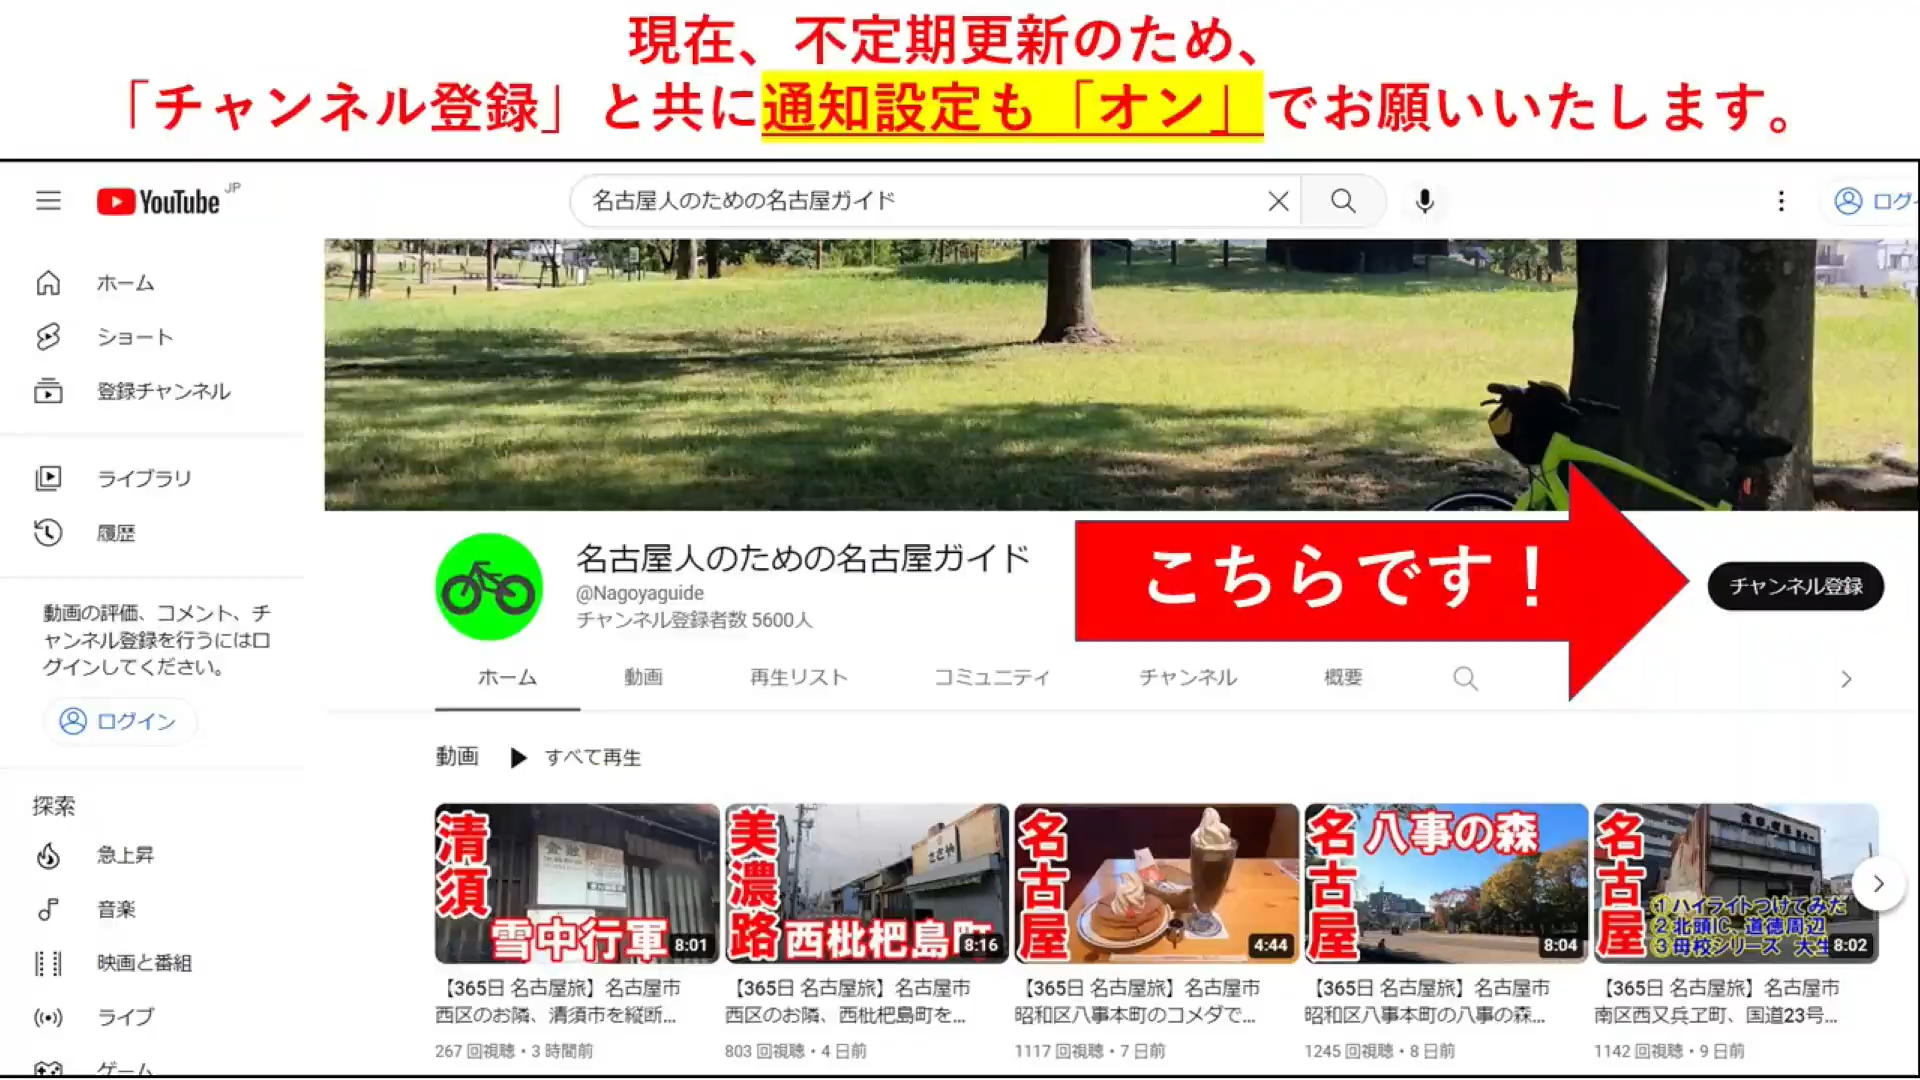 現在、不定期更新のため、
「チャンネル登録」と共に通知設定も「オン」でお願いいたします。
YouTube JP
名古屋人のための名古屋ガイド
ログ
ホーム
ショート
登録チャンネル
ライブラリ
履歴
動画の評価、コメント、チ
ャンネル登録を行うにはロ
グインしてください。
ログイン
探索
急上昇
音楽
映画と番組
ライブ
ゲーム
名古屋人のための名古屋ガイド
@Nagoyaguide
チャンネル登録者数 5600人
こちらです！
チャンネル登録
ホーム
動画
再生リスト
コミュニティ
チャンネル
概要
動画
すべて再生
清須
雪中行軍
8:01
【365日 名古屋旅】名古屋市
西区のお隣、清須市を縦断...
267 回視聴・3 時間前
美濃路
西枇杷島町
8:16
【365日 名古屋旅】名古屋市
西区のお隣、西枇杷島町を...
803 回視聴・4 日前
名古屋
4:44
【365日 名古屋旅】名古屋市
昭和区八事本町のコメダで...
1117 回視聴・7 日前
名古屋
八事の森
8:04
【365日 名古屋旅】名古屋市
昭和区八事本町の八事の森...
1245 回視聴・8 日前
名古屋
①ハイライトつけてみた
②北頭IC、道徳周辺
③母校シリーズ 大生
8:02
【365日 名古屋旅】名古屋市
南区西又兵ヱ町、国道23号...
1142 回視聴・9 日前